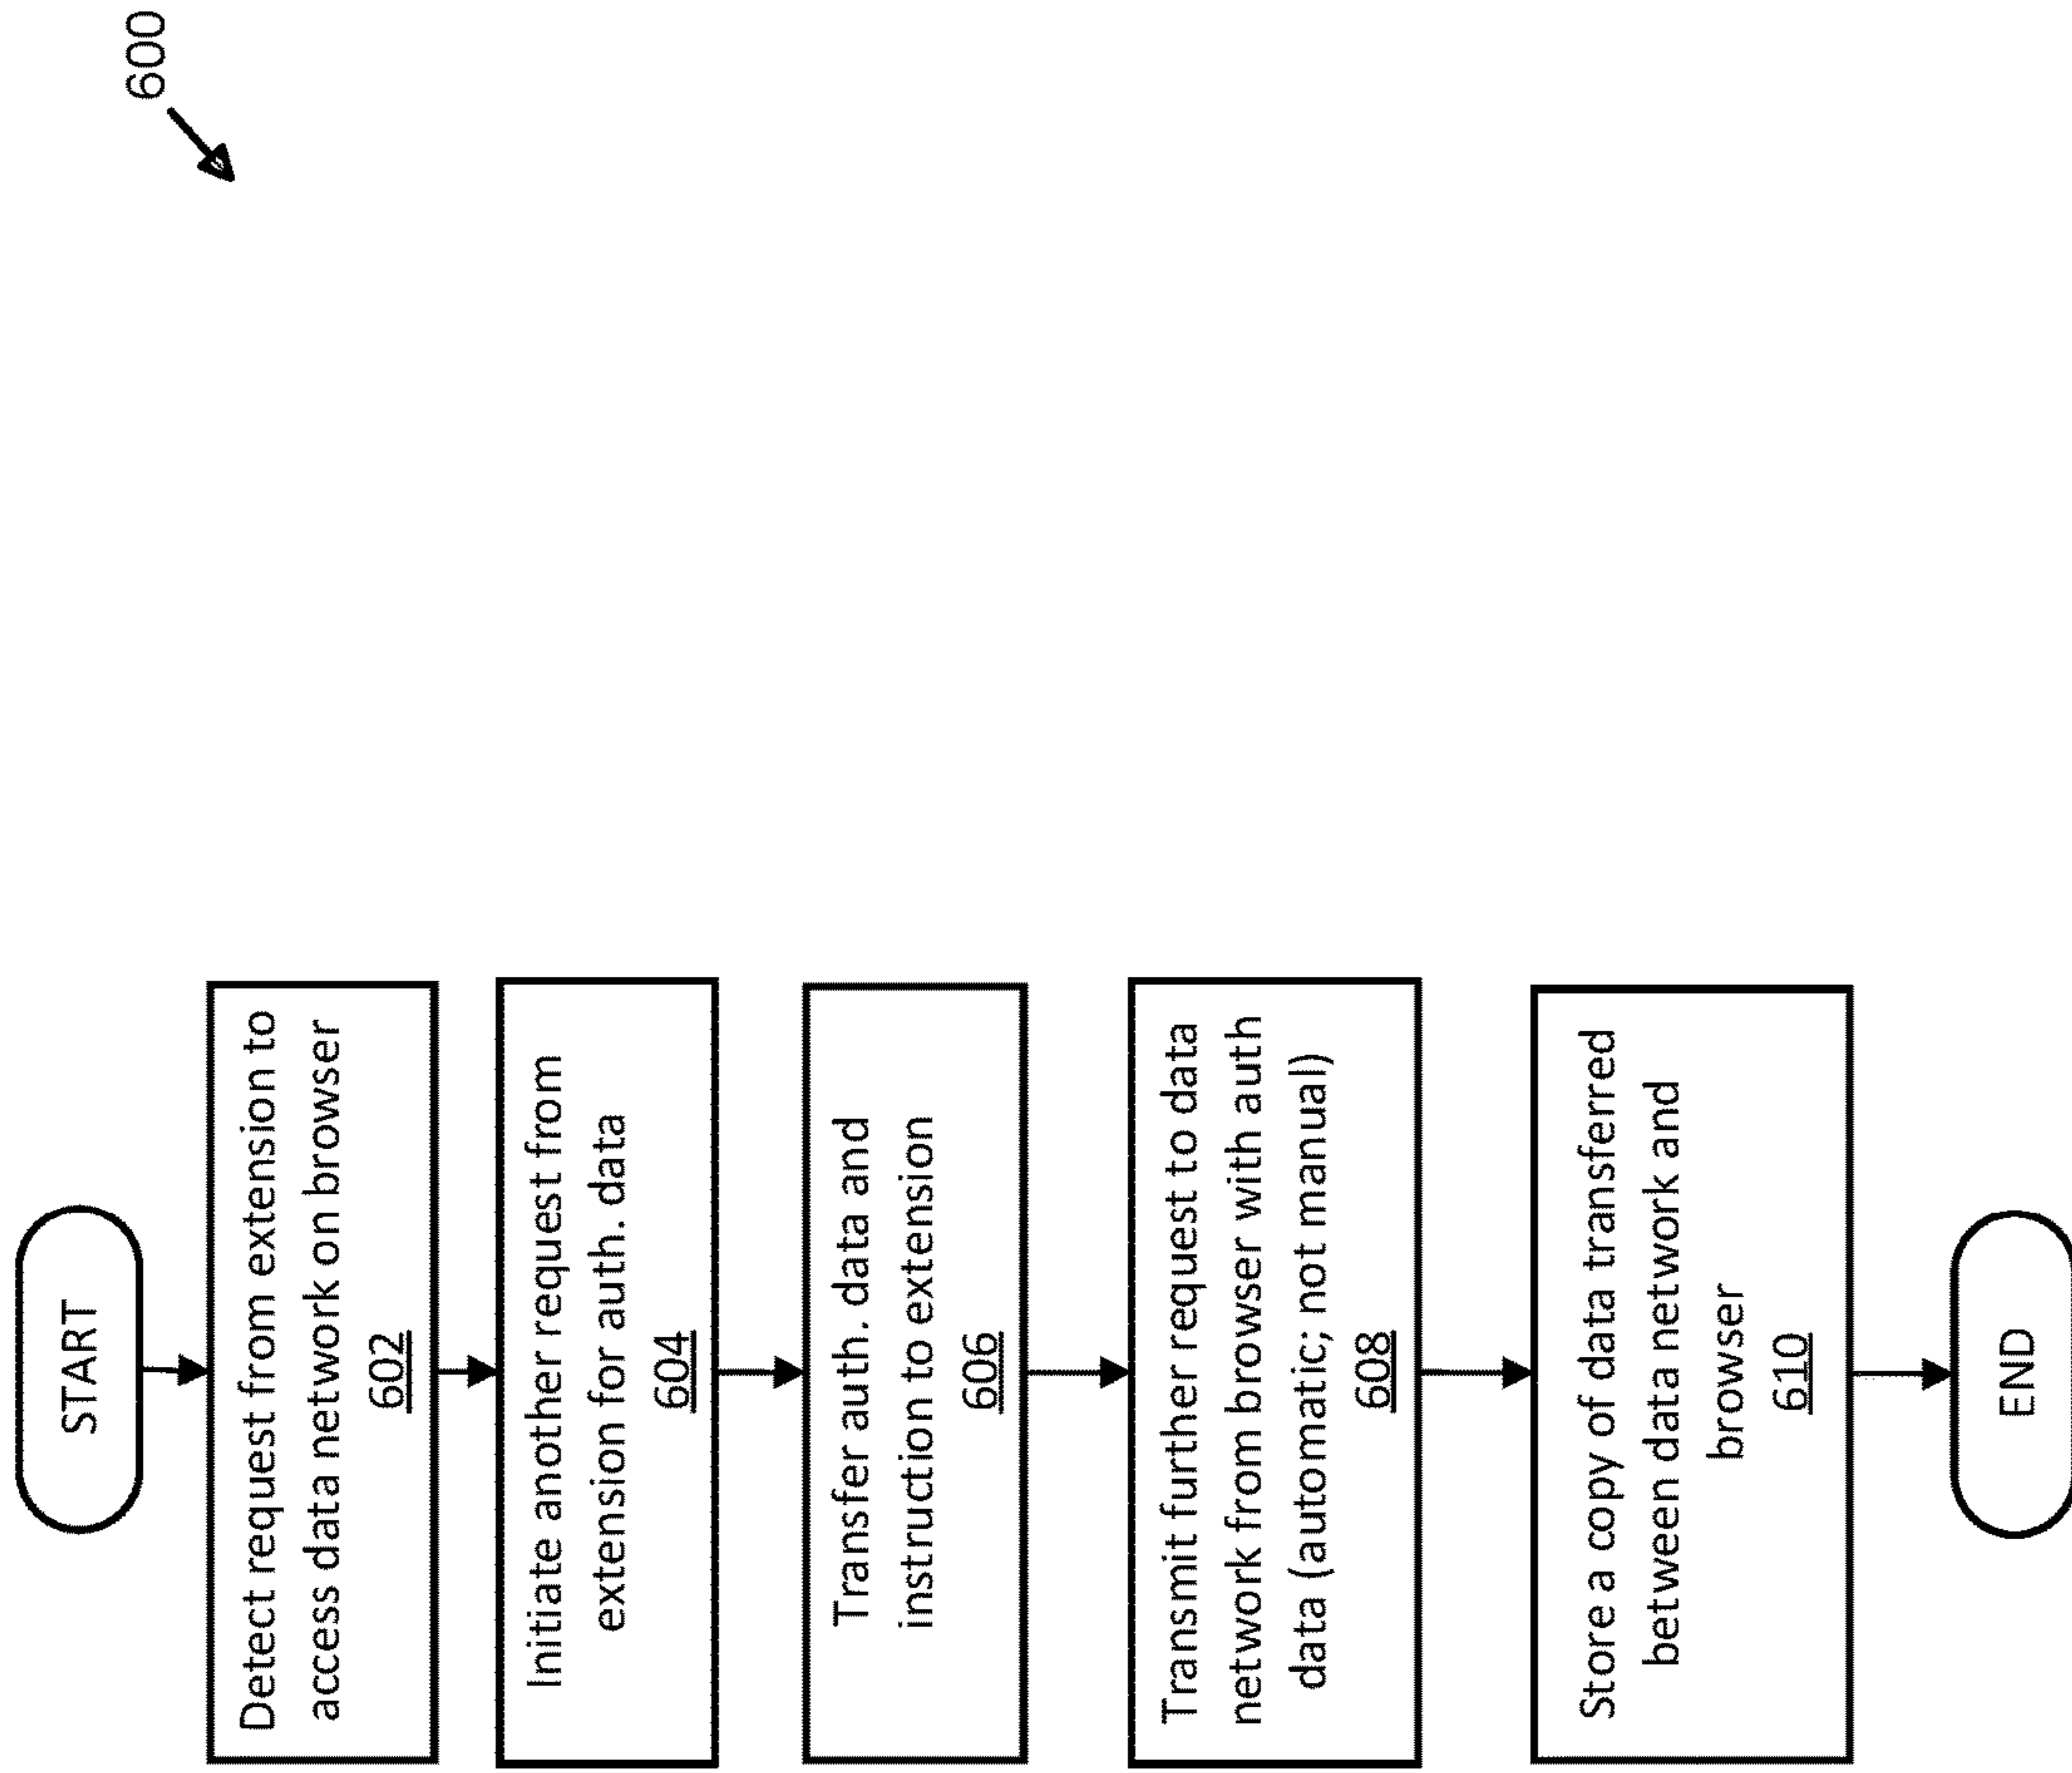 600
START
Detect request from extension to
access data network on browser
602
Initiate another request from
extension for auth. data
604
Transfer auth. data and
instruction to extension
606
Transmit further request to data
network from browser with auth
data (automatic; not manual)
608
Store a copy of data transferred
between data network and
browser
610
END